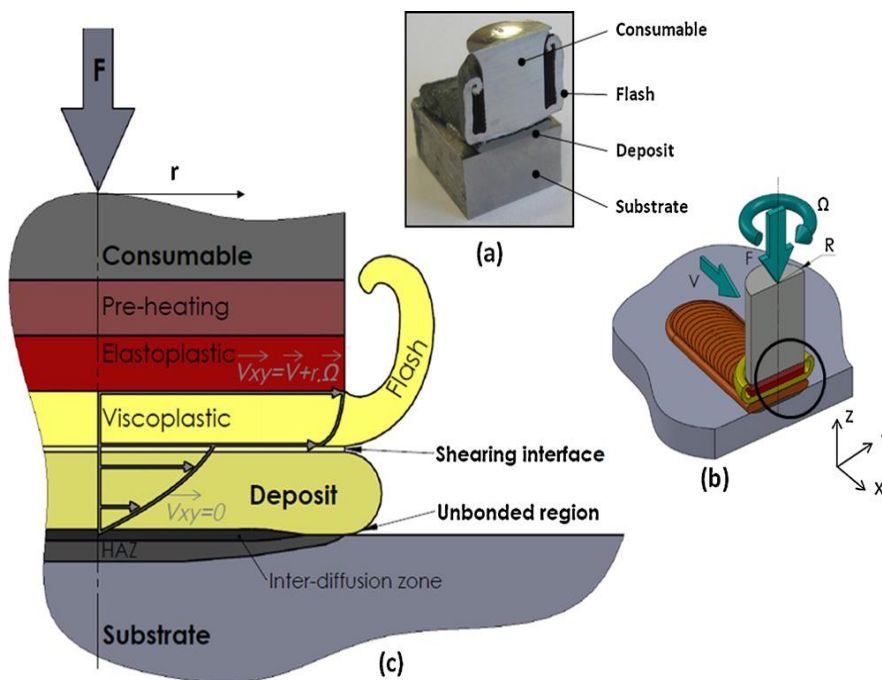 Consumable
Flash
Deposit
Substrate
(a)
F
r
Consumable
Pre-heating
Elastoplastic
Vxy=V+r.Ω
Flash
Viscoplastic
Shearing interface
Deposit
Vxy=0
Unbonded region
HAZ
Inter-diffusion zone
Substrate
(c)
Ω
F
R
V
Z
X
(b)